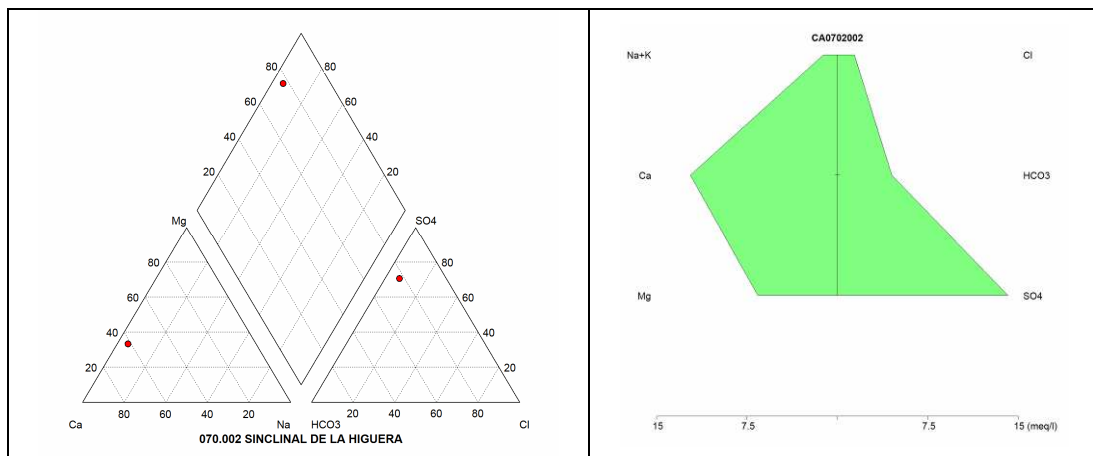 80 80
60 60
40 40
20 20
Mg SO4
80 80
60 60
40 40
20 20
80 60 40 20 20 40 60 80
Ca Na HCO3 Cl
070.002 SINCLINAL DE LA HIGUERA
CA0702002
Na+K Cl
Ca HCO3
Mg SO4
15 7.5 7.5 15 (meq/l)